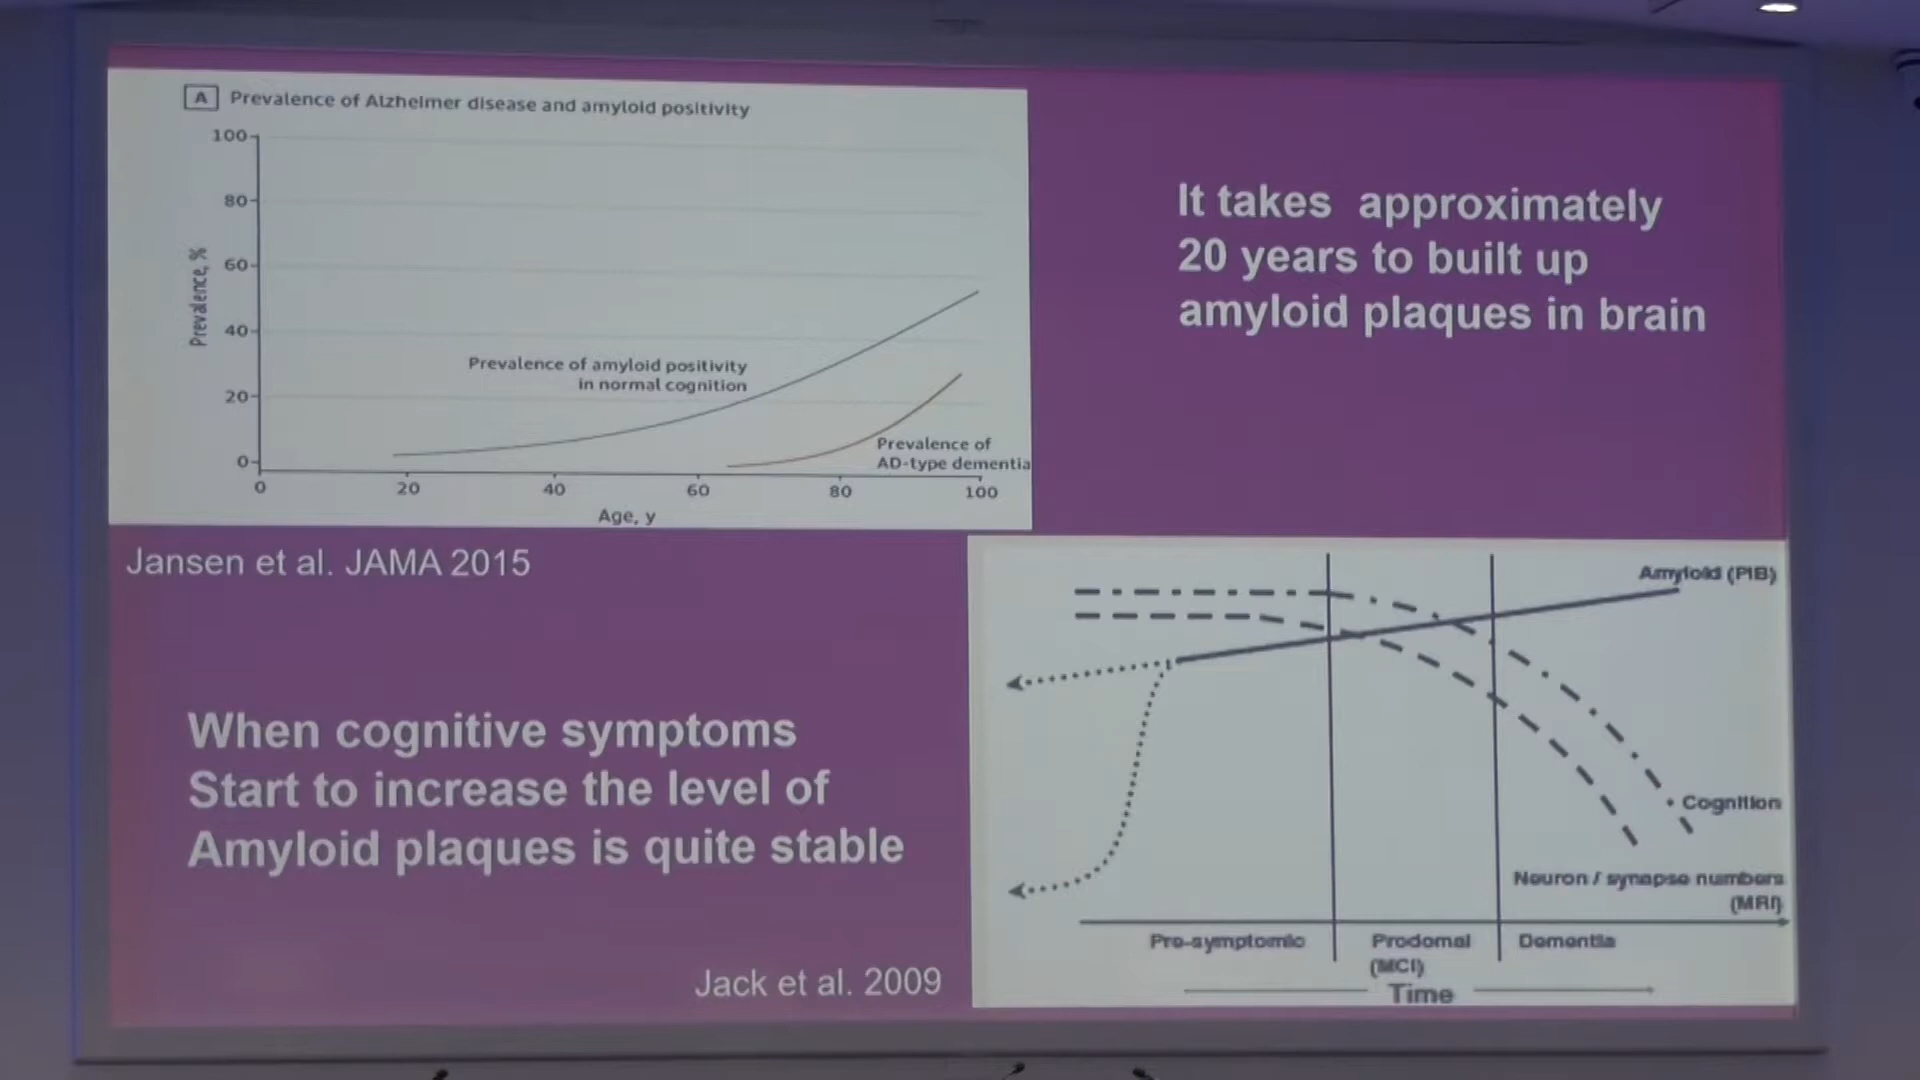 A Prevalence of Alzheimer disease and amyloid positivity
100
80
60
40
20
0
Prevalence, %
Prevalence of amyloid positivity
in normal cognition
Prevalence of
AD-type dementia
0 20 40 60 80 100
Age, y
It takes approximately
20 years to built up
amyloid plaques in brain
Jansen et al. JAMA 2015
When cognitive symptoms
Start to increase the level of
Amyloid plaques is quite stable
Jack et al. 2009
Amyloid (PIB)
Cognition
Neuron / synapse numbers
(MRI)
Pre-symptomic Prodomal Dementia
(MCI)
Time